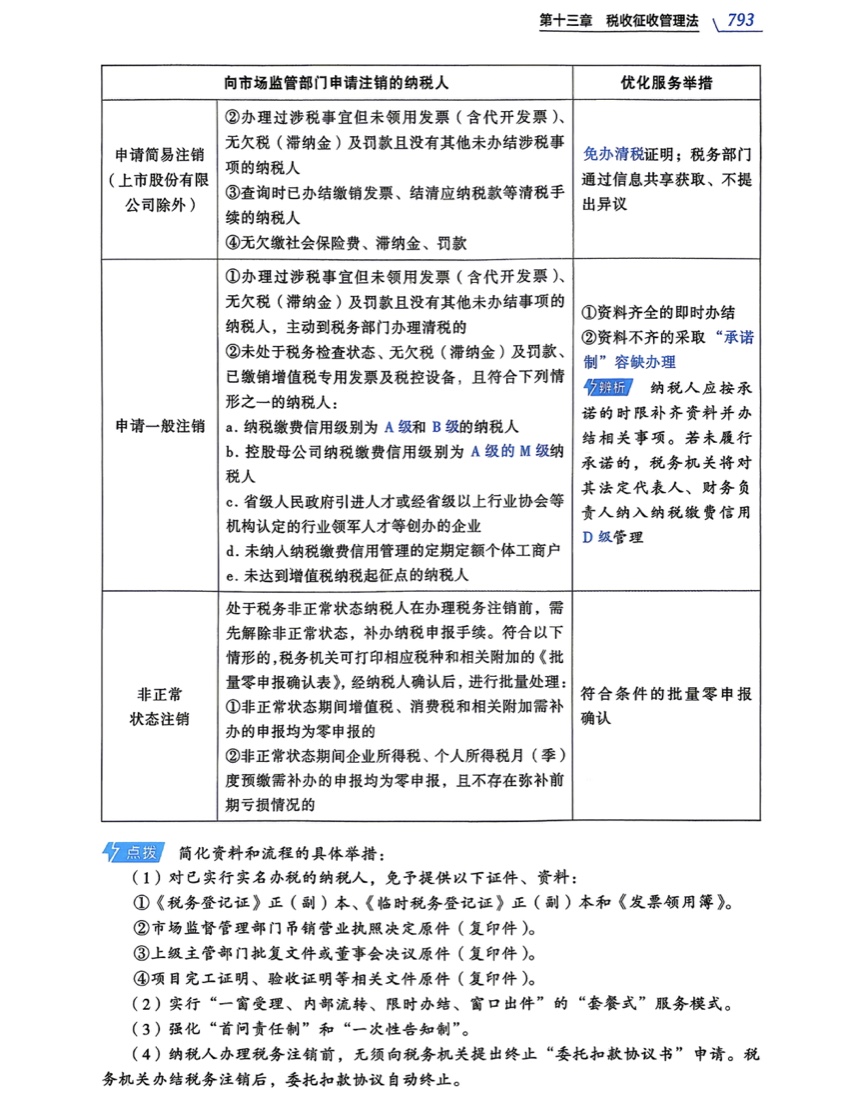 第十三章 税收征收管理法 793
向市场监管部门申请注销的纳税人 优化服务举措
申请简易注销
（上市股份有限
公司除外）
②办理过涉税事宜但未领用发票（含代开发票）、
无欠税（滞纳金）及罚款且没有其他未办结涉税事
项的纳税人
③查询时已办结缴销发票、结清应纳税款等清税手
续的纳税人
④无欠缴社会保险费、滞纳金、罚款
免办清税证明；税务部门
通过信息共享获取、不提
出异议
申请一般注销
①办理过涉税事宜但未领用发票（含代开发票）、
无欠税（滞纳金）及罚款且没有其他未办结事项的
纳税人，主动到税务部门办理清税的
②未处于税务检查状态、无欠税（滞纳金）及罚款、
已缴销增值税专用发票及税控设备，且符合下列情
形之一的纳税人：
a. 纳税缴费信用级别为 A 级和 B 级的纳税人
b. 控股母公司纳税缴费信用级别为 A 级的 M 级纳
税人
c. 省级人民政府引进人才或经省级以上行业协会等
机构认定的行业领军人才等创办的企业
d. 未纳入纳税缴费信用管理的定期定额个体工商户
e. 未达到增值税纳税起征点的纳税人
①资料齐全的即时办结
②资料不齐的采取“承诺
制”容缺办理
辨析 纳税人应按承
诺的时限补齐资料并办
结相关事项。若未履行
承诺的，税务机关将对
其法定代表人、财务负
责人纳入纳税缴费信用
D 级管理
非正常
状态注销
处于税务非正常状态纳税人在办理税务注销前，需
先解除非正常状态，补办纳税申报手续。符合以下
情形的，税务机关可打印相应税种和相关附加的《批
量零申报确认表》，经纳税人确认后，进行批量处理：
①非正常状态期间增值税、消费税和相关附加需补
办的申报均为零申报的
②非正常状态期间企业所得税、个人所得税月（季）
度预缴需补办的申报均为零申报，且不存在弥补前
期亏损情况的
符合条件的批量零申报
确认
点拨 简化资料和流程的具体举措：
（1）对已实行实名办税的纳税人，免予提供以下证件、资料：
①《税务登记证》正（副）本、《临时税务登记证》正（副）本和《发票领用簿》。
②市场监督管理部门吊销营业执照决定原件（复印件）。
③上级主管部门批复文件或董事会决议原件（复印件）。
④项目完工证明、验收证明等相关文件原件（复印件）。
（2）实行“一窗受理、内部流转、限时办结、窗口出件”的“套餐式”服务模式。
（3）强化“首问责任制”和“一次性告知制”。
（4）纳税人办理税务注销前，无须向税务机关提出终止“委托扣款协议书”申请。税
务机关办结税务注销后，委托扣款协议自动终止。